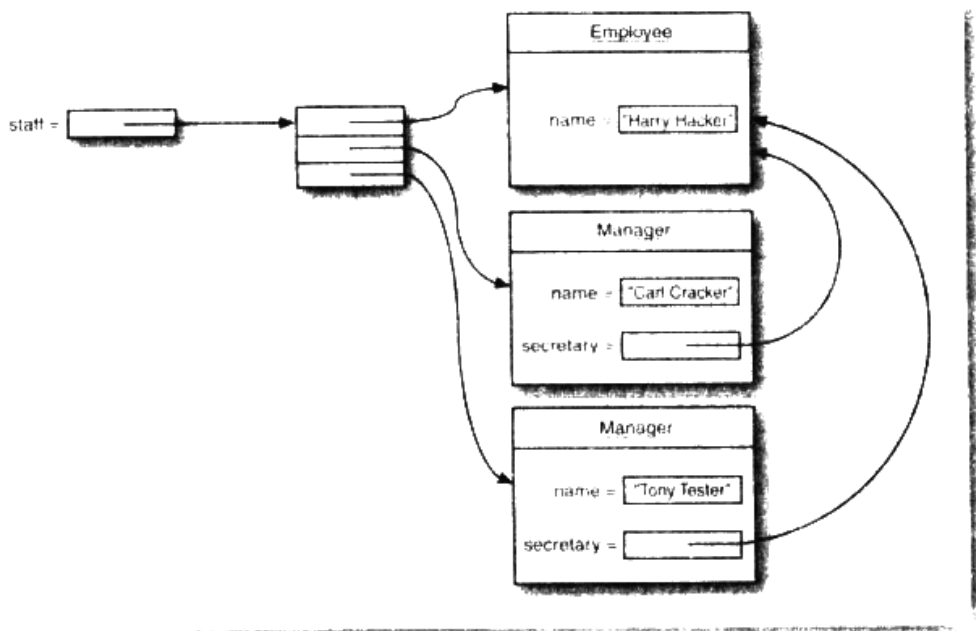 Employee
staff =
name = "Harry Hacker"
Manager
name = "Carl Cracker"
secretary =
Manager
name = "Tony Tester"
secretary =